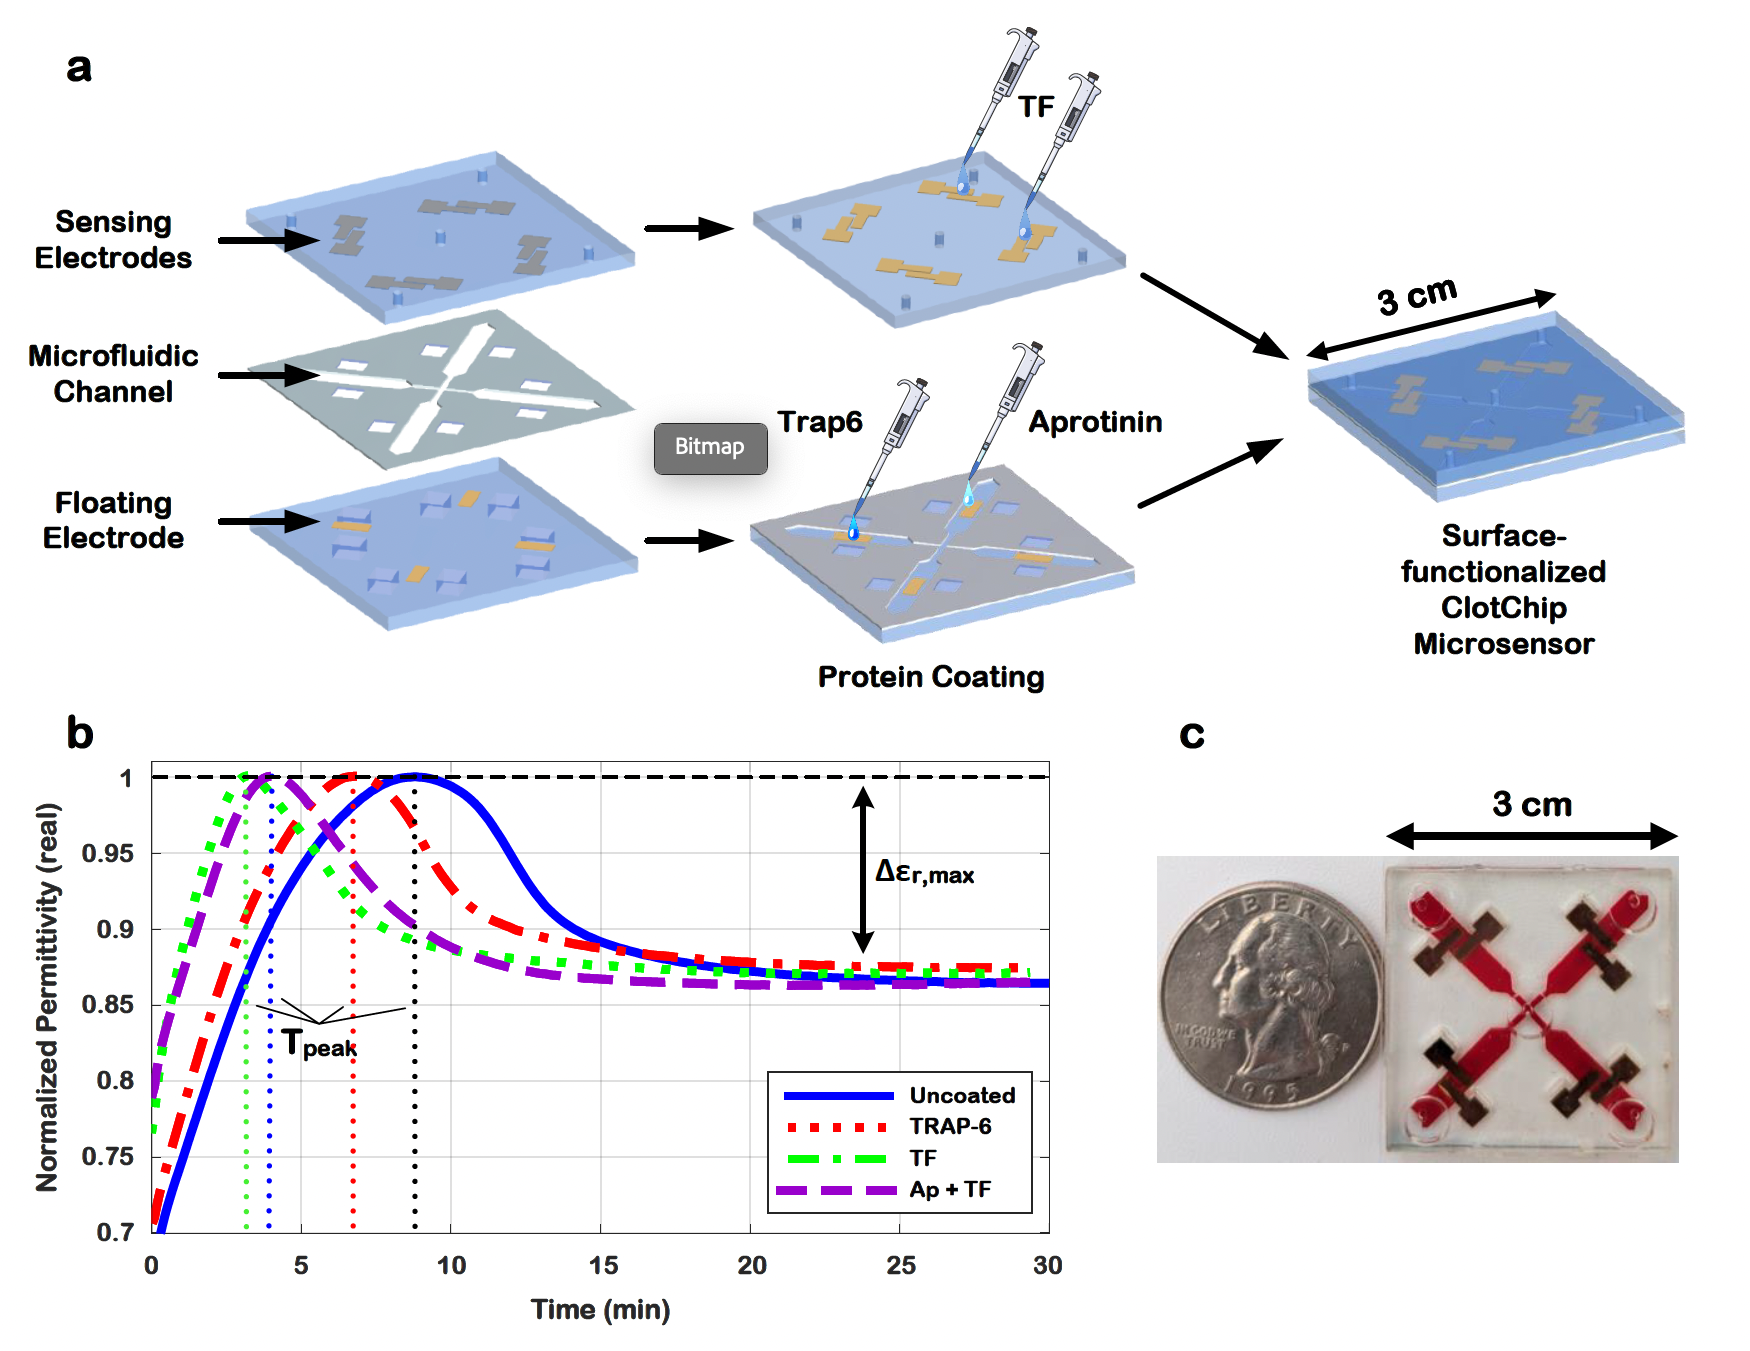 a
TF
Sensing
Electrodes
3 cm
Microfluidic
Channel
Trap6
Aprotinin
Bitmap
Floating
Electrode
Surface-
functionalized
ClotChip
Microsensor
Protein Coating
b
Normalized Permittivity (real)
1
0.95
0.9
0.85
0.8
0.75
0.7
Δεr,max
Tpeak
Uncoated
TRAP-6
TF
Ap + TF
0 5 10 15 20 25 30
Time (min)
c
3 cm
LIBERTY
IN GOD WE
TRUST
P
1995